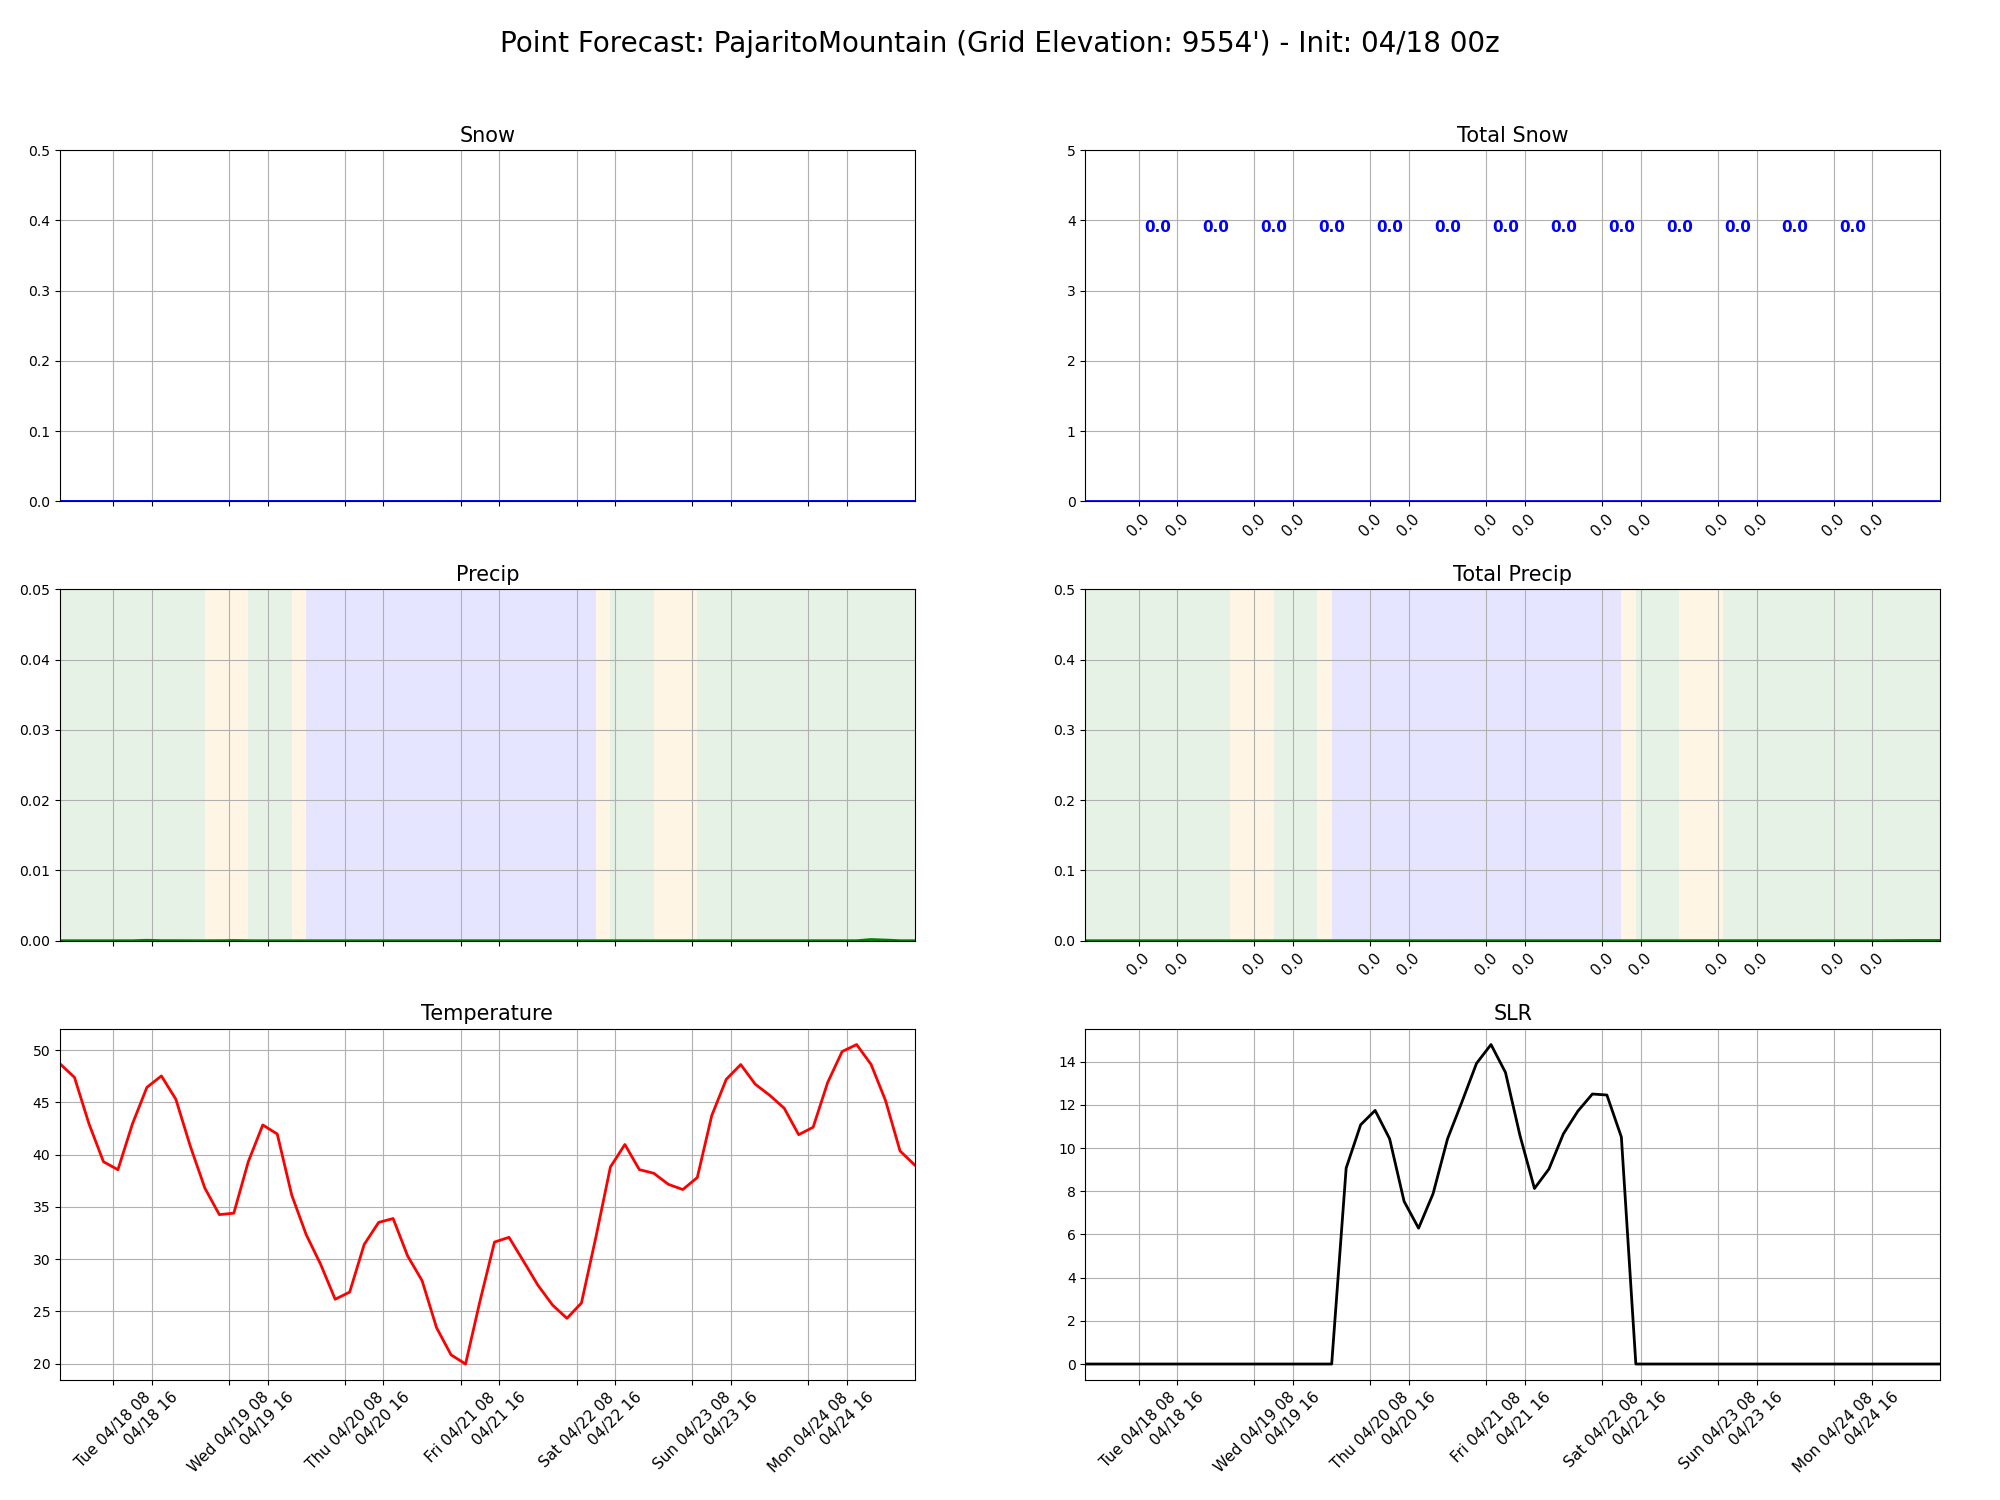 Point Forecast: PajaritoMountain (Grid Elevation: 9554') - Init: 04/18 00z
Snow
0.5
0.4
0.3
0.2
0.1
0.0
Total Snow
5
4
3
2
1
0
0.0 0.0 0.0 0.0 0.0 0.0 0.0 0.0 0.0 0.0 0.0 0.0 0.0
0.0 0.0 0.0 0.0 0.0 0.0 0.0 0.0 0.0 0.0 0.0 0.0 0.0 0.0
Precip
0.05
0.04
0.03
0.02
0.01
0.00
Total Precip
0.5
0.4
0.3
0.2
0.1
0.0
0.0 0.0 0.0 0.0 0.0 0.0 0.0 0.0 0.0 0.0 0.0 0.0 0.0 0.0
Temperature
50
45
40
35
30
25
20
Tue 04/18 08
04/18 16
Wed 04/19 08
04/19 16
Thu 04/20 08
04/20 16
Fri 04/21 08
04/21 16
Sat 04/22 08
04/22 16
Sun 04/23 08
04/23 16
Mon 04/24 08
04/24 16
SLR
14
12
10
8
6
4
2
0
Tue 04/18 08
04/18 16
Wed 04/19 08
04/19 16
Thu 04/20 08
04/20 16
Fri 04/21 08
04/21 16
Sat 04/22 08
04/22 16
Sun 04/23 08
04/23 16
Mon 04/24 08
04/24 16